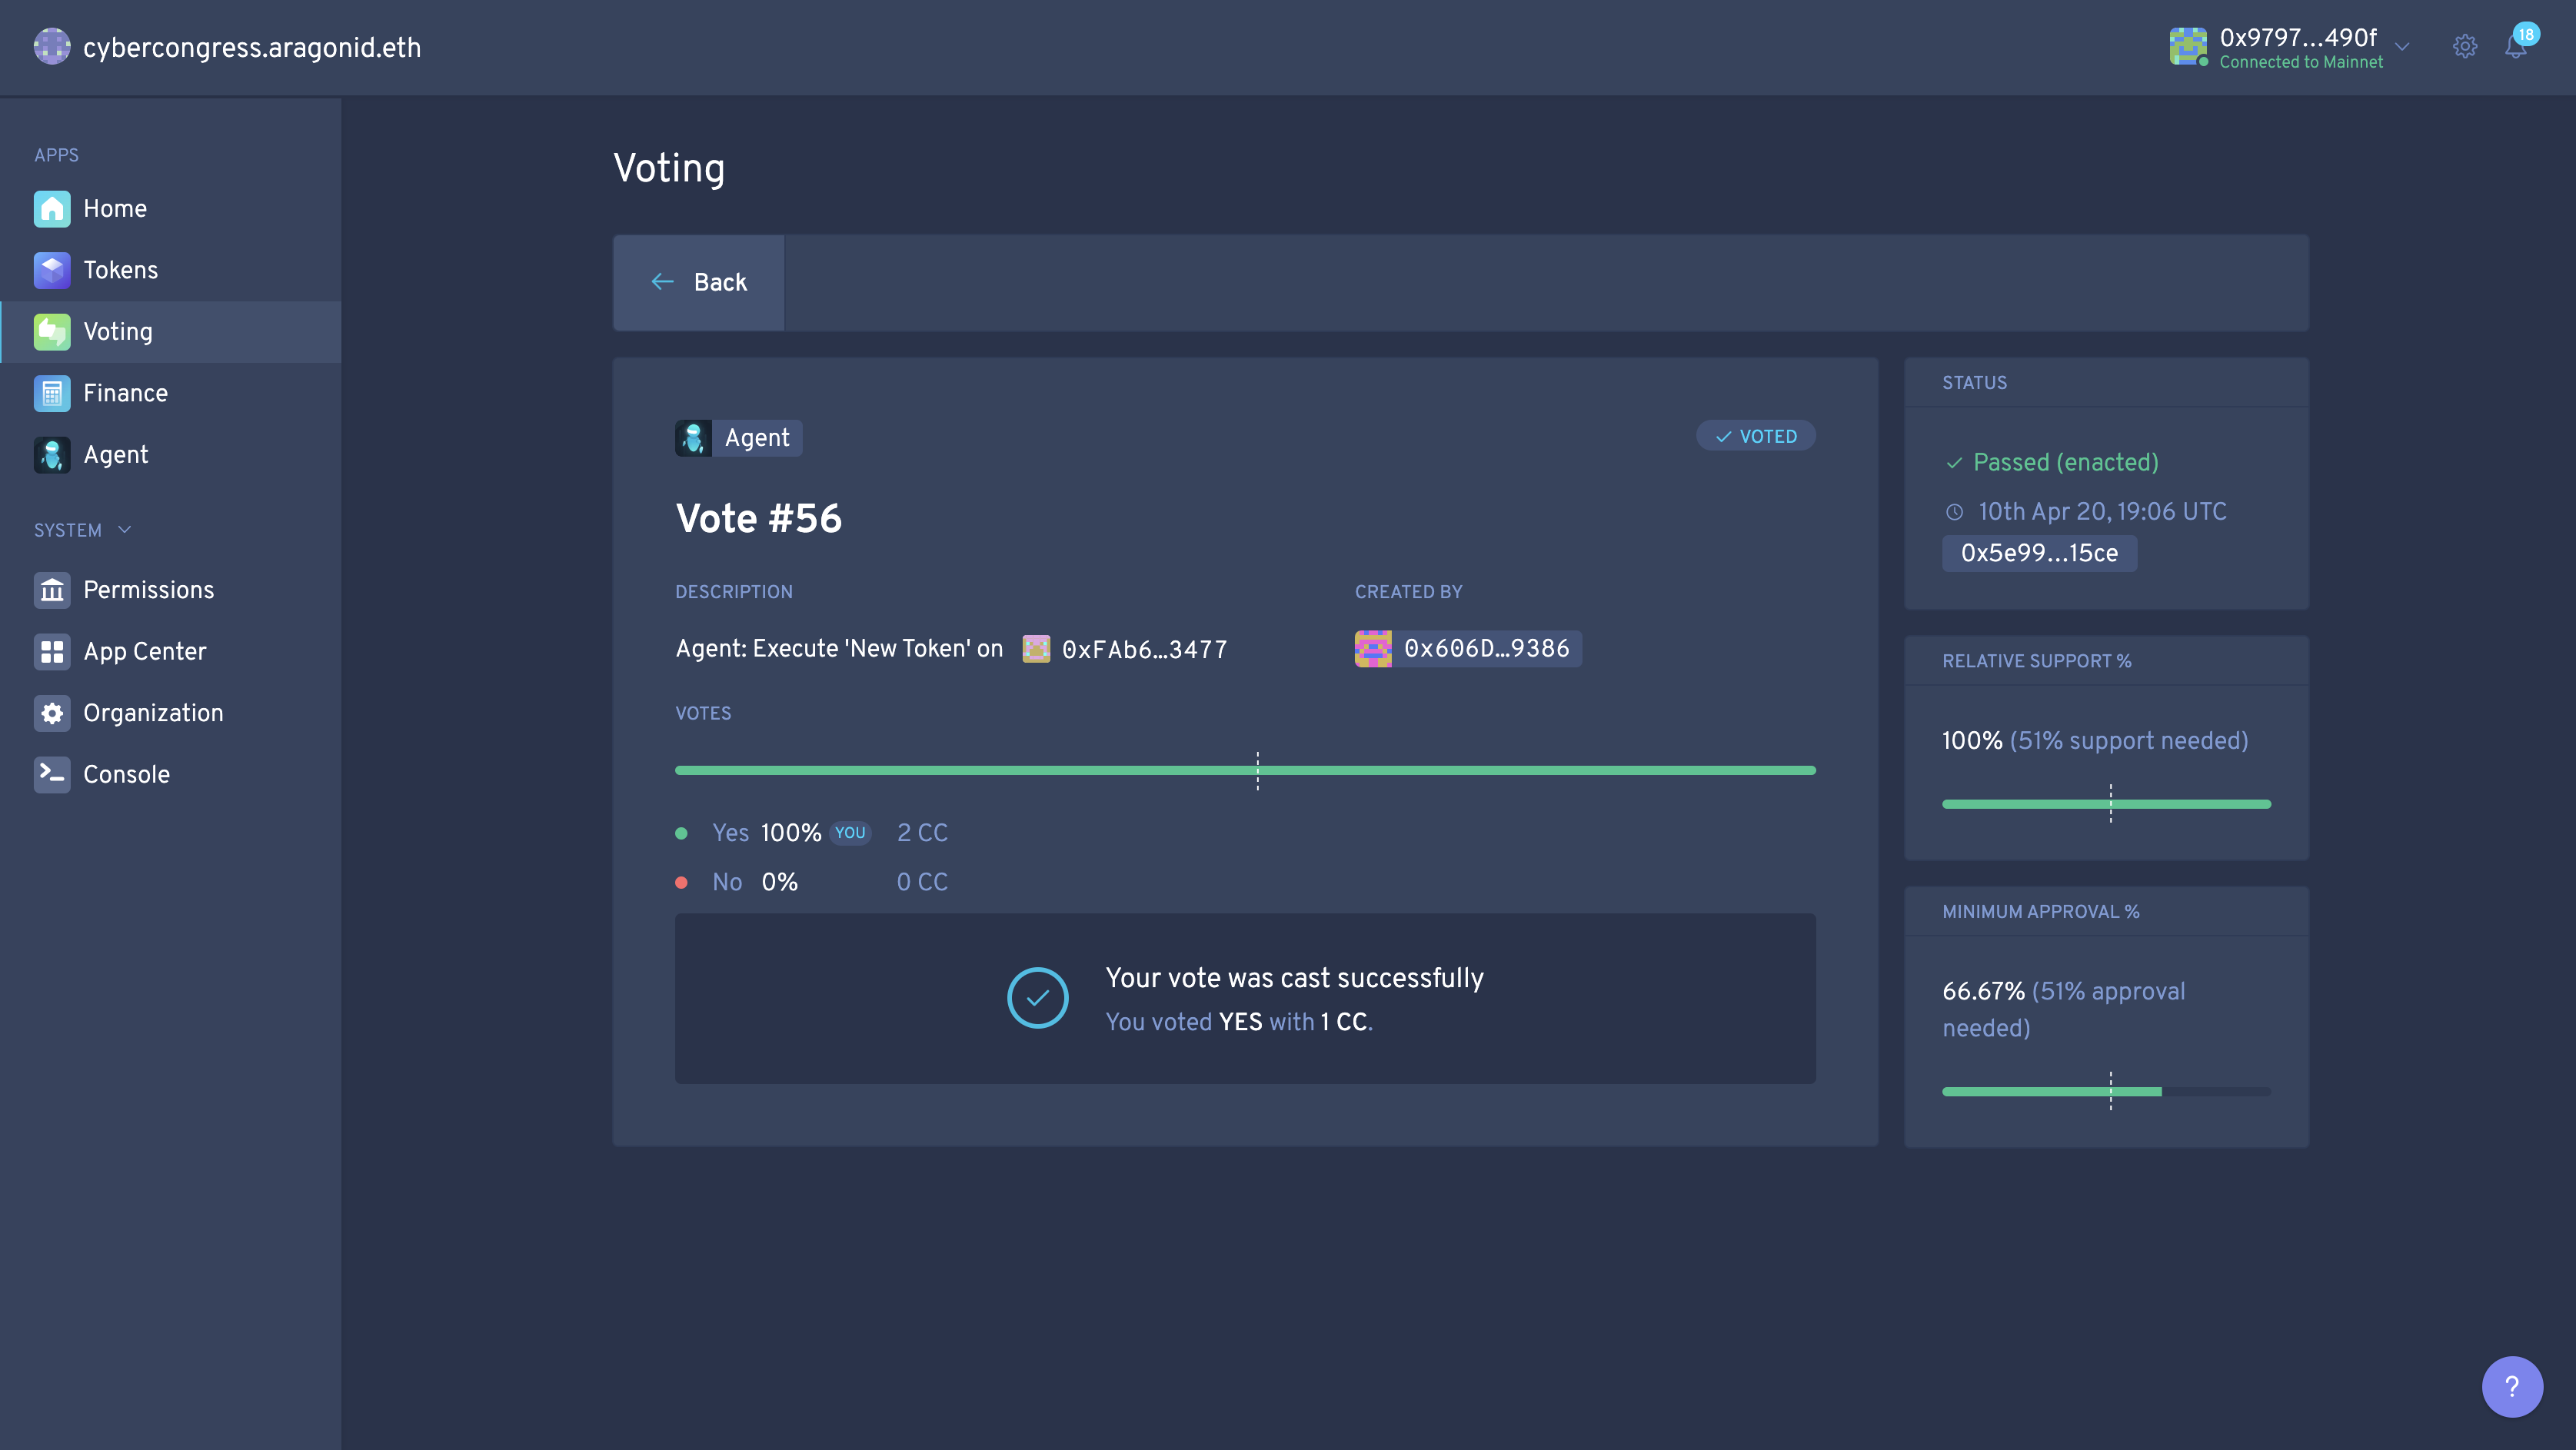 cybercongress.aragonid.eth
0x9797...490f
Connected to Mainnet
18
APPS
Home
Tokens
Voting
Finance
Agent
SYSTEM
Permissions
App Center
Organization
Console
Voting
Back
Agent
VOTED
Vote #56
DESCRIPTION
Agent: Execute 'New Token' on 0xFAb6…3477
CREATED BY
0x606D…9386
VOTES
Yes 100% YOU 2 CC
No 0% 0 CC
Your vote was cast successfully
You voted YES with 1 CC.
STATUS
Passed (enacted)
10th Apr 20, 19:06 UTC
0x5e99...15ce
RELATIVE SUPPORT %
100% (51% support needed)
MINIMUM APPROVAL %
66.67% (51% approval
needed)
?